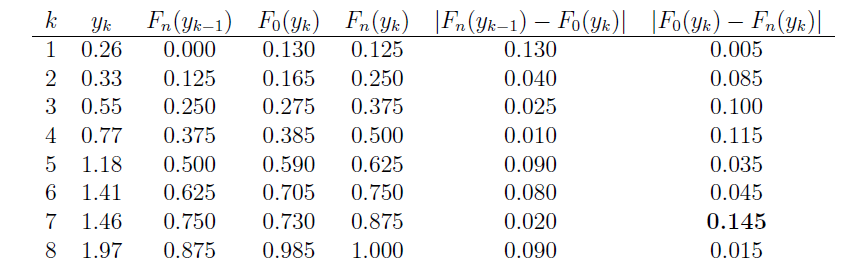 k y_k F_n(y_{k-1}) F_0(y_k) F_n(y_k) |F_n(y_{k-1}) − F_0(y_k)| |F_0(y_k) − F_n(y_k)|
1 0.26 0.000 0.130 0.125 0.130 0.005
2 0.33 0.125 0.165 0.250 0.040 0.085
3 0.55 0.250 0.275 0.375 0.025 0.100
4 0.77 0.375 0.385 0.500 0.010 0.115
5 1.18 0.500 0.590 0.625 0.090 0.035
6 1.41 0.625 0.705 0.750 0.080 0.045
7 1.46 0.750 0.730 0.875 0.020 0.145
8 1.97 0.875 0.985 1.000 0.090 0.015